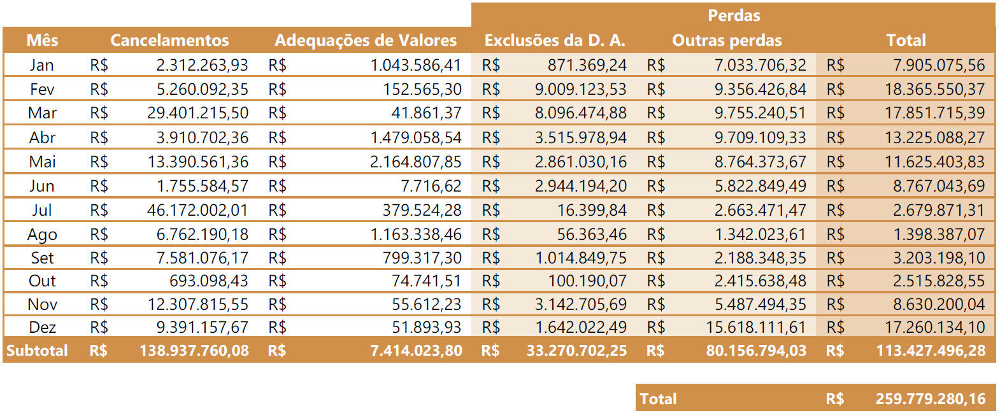 Perdas
Mês Cancelamentos Adequações de Valores Exclusões da D. A. Outras perdas Total
Jan R$ 2.312.263,93 R$ 1.043.586,41 R$ 871.369,24 R$ 7.033.706,32 R$ 7.905.075,56
Fev R$ 5.260.092,35 R$ 152.565,30 R$ 9.009.123,53 R$ 9.356.426,84 R$ 18.365.550,37
Mar R$ 29.401.215,50 R$ 41.861,37 R$ 8.096.474,88 R$ 9.755.240,51 R$ 17.851.715,39
Abr R$ 3.910.702,36 R$ 1.479.058,54 R$ 3.515.978,94 R$ 9.709.109,33 R$ 13.225.088,27
Mai R$ 13.390.561,36 R$ 2.164.807,85 R$ 2.861.030,16 R$ 8.764.373,67 R$ 11.625.403,83
Jun R$ 1.755.584,57 R$ 7.716,62 R$ 2.944.194,20 R$ 5.822.849,49 R$ 8.767.043,69
Jul R$ 46.172.002,01 R$ 379.524,28 R$ 16.399,84 R$ 2.663.471,47 R$ 2.679.871,31
Ago R$ 6.762.190,18 R$ 1.163.338,46 R$ 56.363,46 R$ 1.342.023,61 R$ 1.398.387,07
Set R$ 7.581.076,17 R$ 799.317,30 R$ 1.014.849,75 R$ 2.188.348,35 R$ 3.203.198,10
Out R$ 693.098,43 R$ 74.741,51 R$ 100.190,07 R$ 2.415.638,48 R$ 2.515.828,55
Nov R$ 12.307.815,55 R$ 55.612,23 R$ 3.142.705,69 R$ 5.487.494,35 R$ 8.630.200,04
Dez R$ 9.391.157,67 R$ 51.893,93 R$ 1.642.022,49 R$ 15.618.111,61 R$ 17.260.134,10
Subtotal R$ 138.937.760,08 R$ 7.414.023,80 R$ 33.270.702,25 R$ 80.156.794,03 R$ 113.427.496,28
Total R$ 259.779.280,16